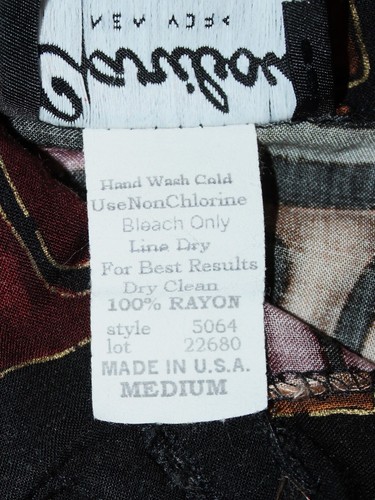 Hand Wash Cold
UseNonChlorine
Bleach Only
Line Dry
For Best Results
Dry Clean
100% RAYON
style 5064
lot 22680
MADE IN U.S.A.
MEDIUM